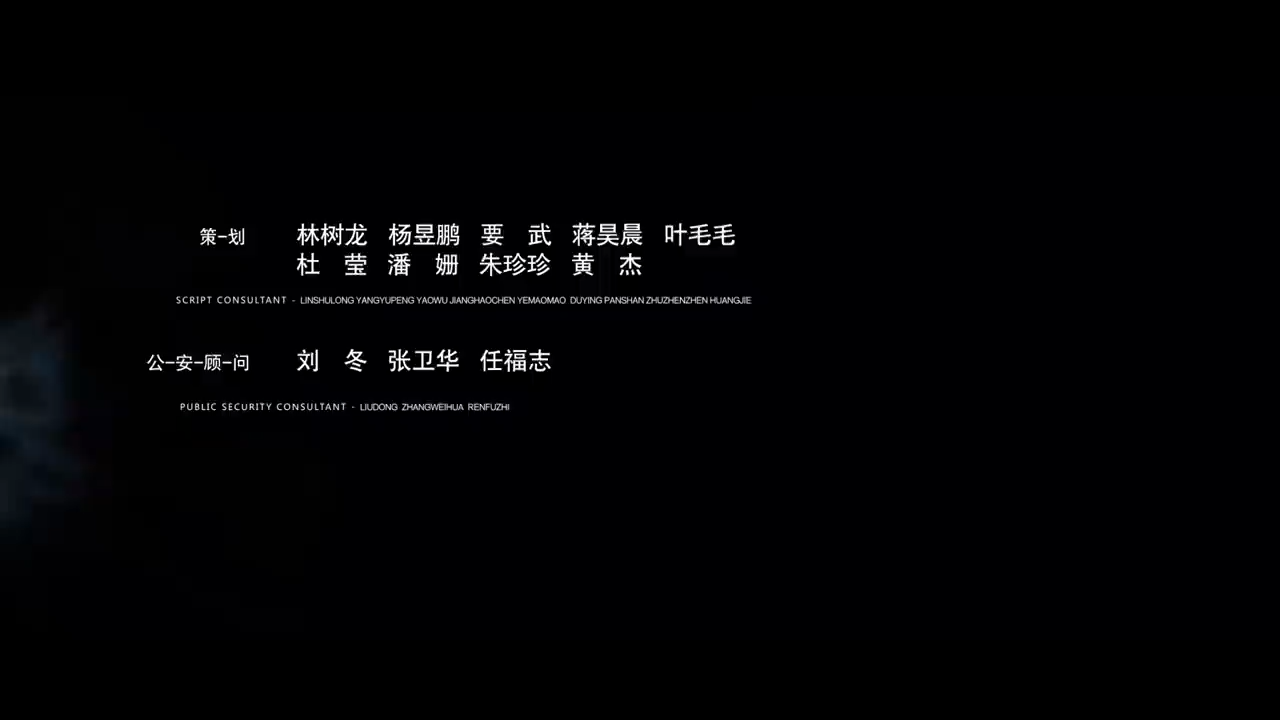 策-划 林树龙 杨昱鹏 要 武 蒋昊晨 叶毛毛
杜 莹 潘 姗 朱珍珍 黄 杰
SCRIPT CONSULTANT - LINSHULONG YANGYUPENG YAOWU JIANGHAOCHEN YEMAOMAO DUYING PANSHAN ZHUZHENZHEN HUANGJIE
公-安-顾-问 刘 冬 张卫华 任福志
PUBLIC SECURITY CONSULTANT - LIUDONG ZHANGWEIHUA RENFUZHI